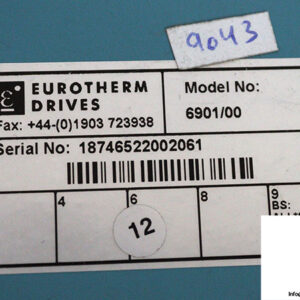 9043
EUROTHERM
DRIVES
Fax: +44-(0)1903 723938
Model No:
6901/00
Serial No: 18746522002061
4
6
9
BS:
12